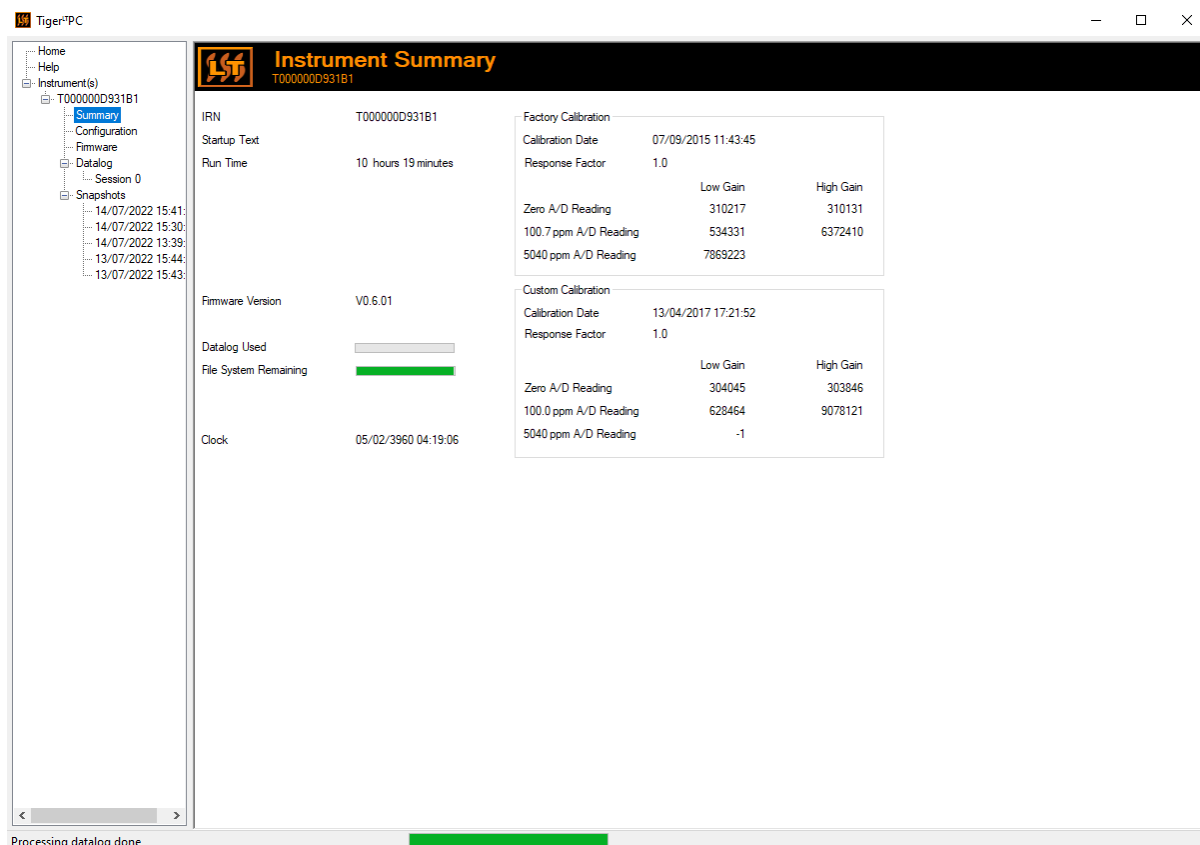 TigerLTPC
Home
Help
Instrument(s)
T000000D931B1
Summary
Configuration
Firmware
Datalog
Session 0
Snapshots
14/07/2022 15:41:
14/07/2022 15:30:
14/07/2022 13:39:
13/07/2022 15:44:
13/07/2022 15:43:
Instrument Summary
T000000D931B1
IRN T000000D931B1
Startup Text
Run Time 10 hours 19 minutes
Firmware Version V0.6.01
Datalog Used
File System Remaining
Clock 05/02/3960 04:19:06
Factory Calibration
Calibration Date 07/09/2015 11:43:45
Response Factor 1.0
Low Gain High Gain
Zero A/D Reading 310217 310131
100.7 ppm A/D Reading 534331 6372410
5040 ppm A/D Reading 7869223
Custom Calibration
Calibration Date 13/04/2017 17:21:52
Response Factor 1.0
Low Gain High Gain
Zero A/D Reading 304045 303846
100.0 ppm A/D Reading 628464 9078121
5040 ppm A/D Reading -1
Processing datalog done